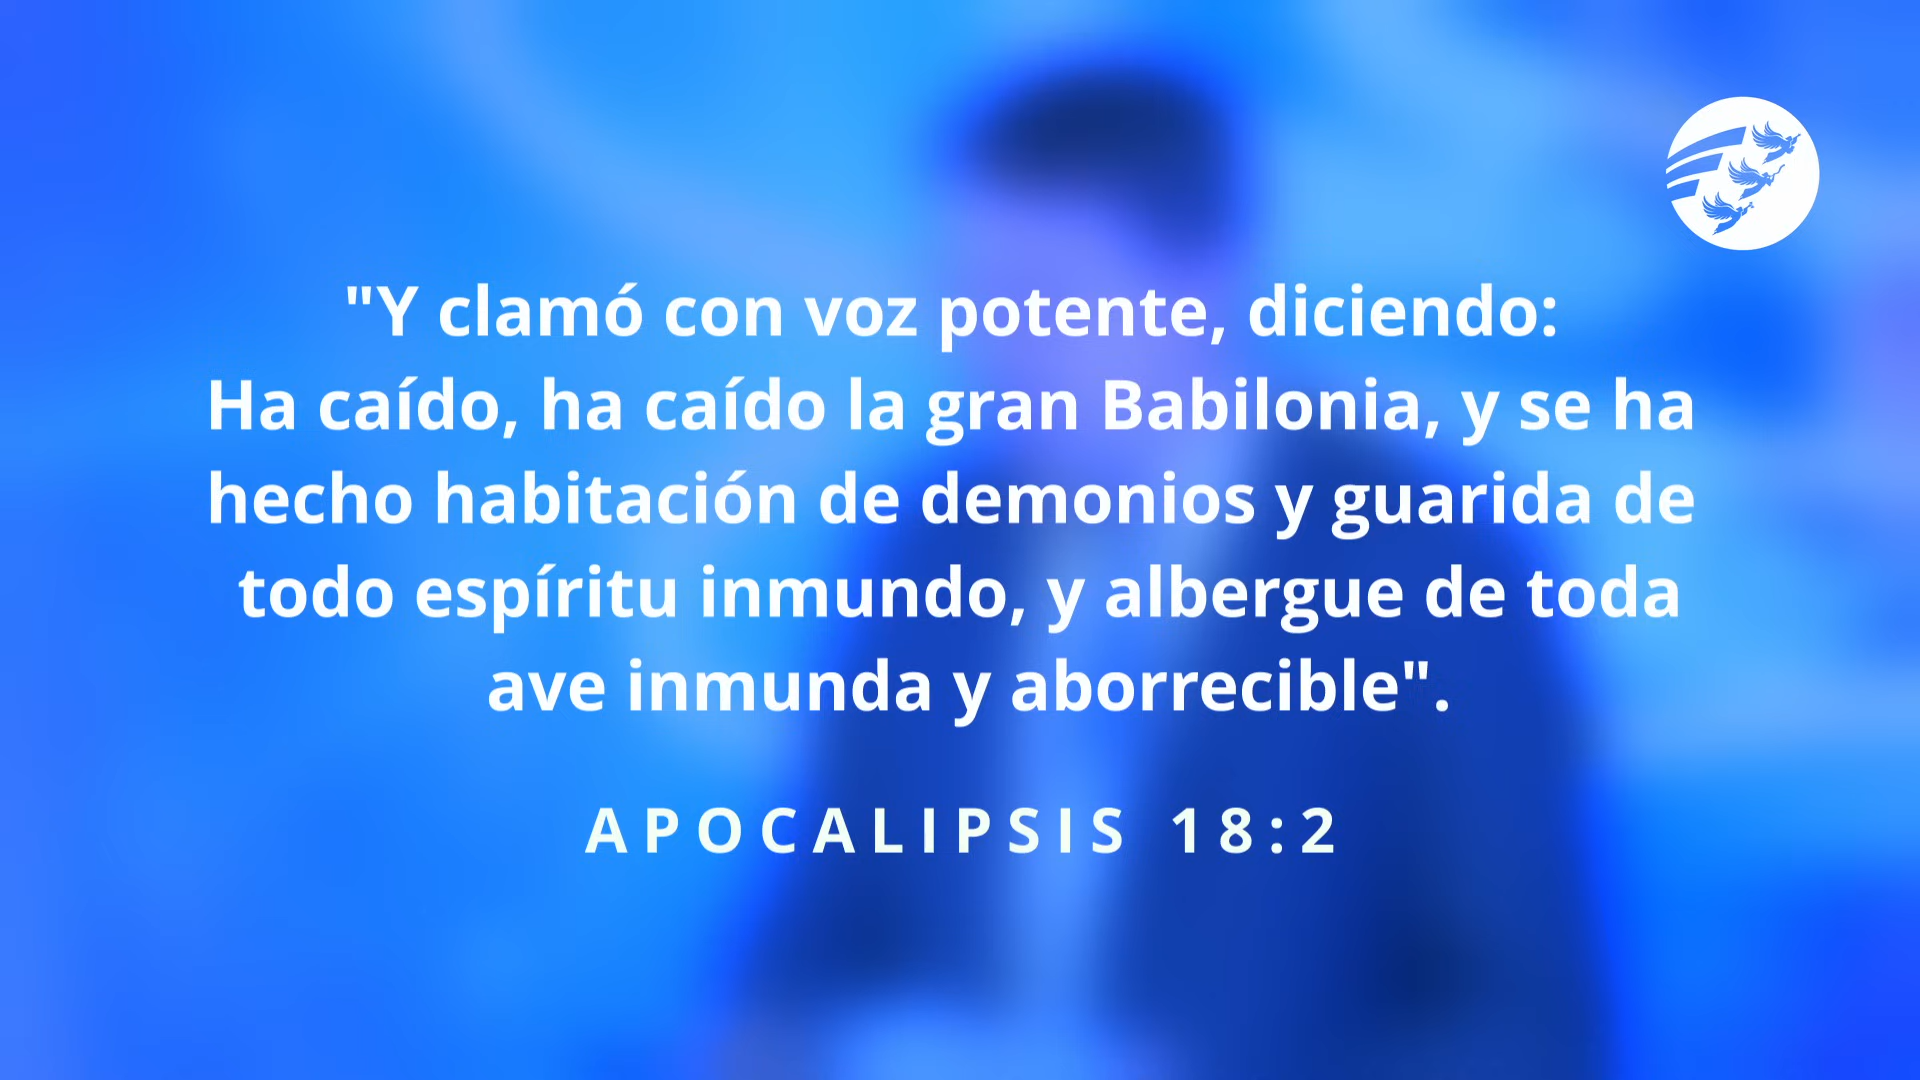 "Y clamó con voz potente, diciendo:
Ha caído, ha caído la gran Babilonia, y se ha
hecho habitación de demonios y guarida de
todo espíritu inmundo, y albergue de toda
ave inmunda y aborrecible".
APOCALIPSIS 18:2